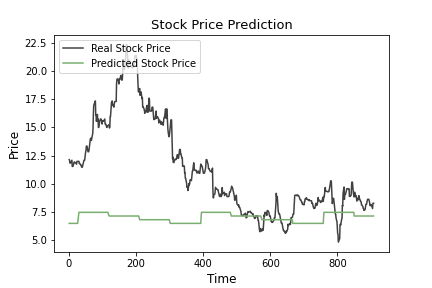 Stock Price Prediction
22.5
20.0
17.5
15.0
12.5
10.0
7.5
5.0
Price
Real Stock Price
Predicted Stock Price
0 200 400 600 800
Time